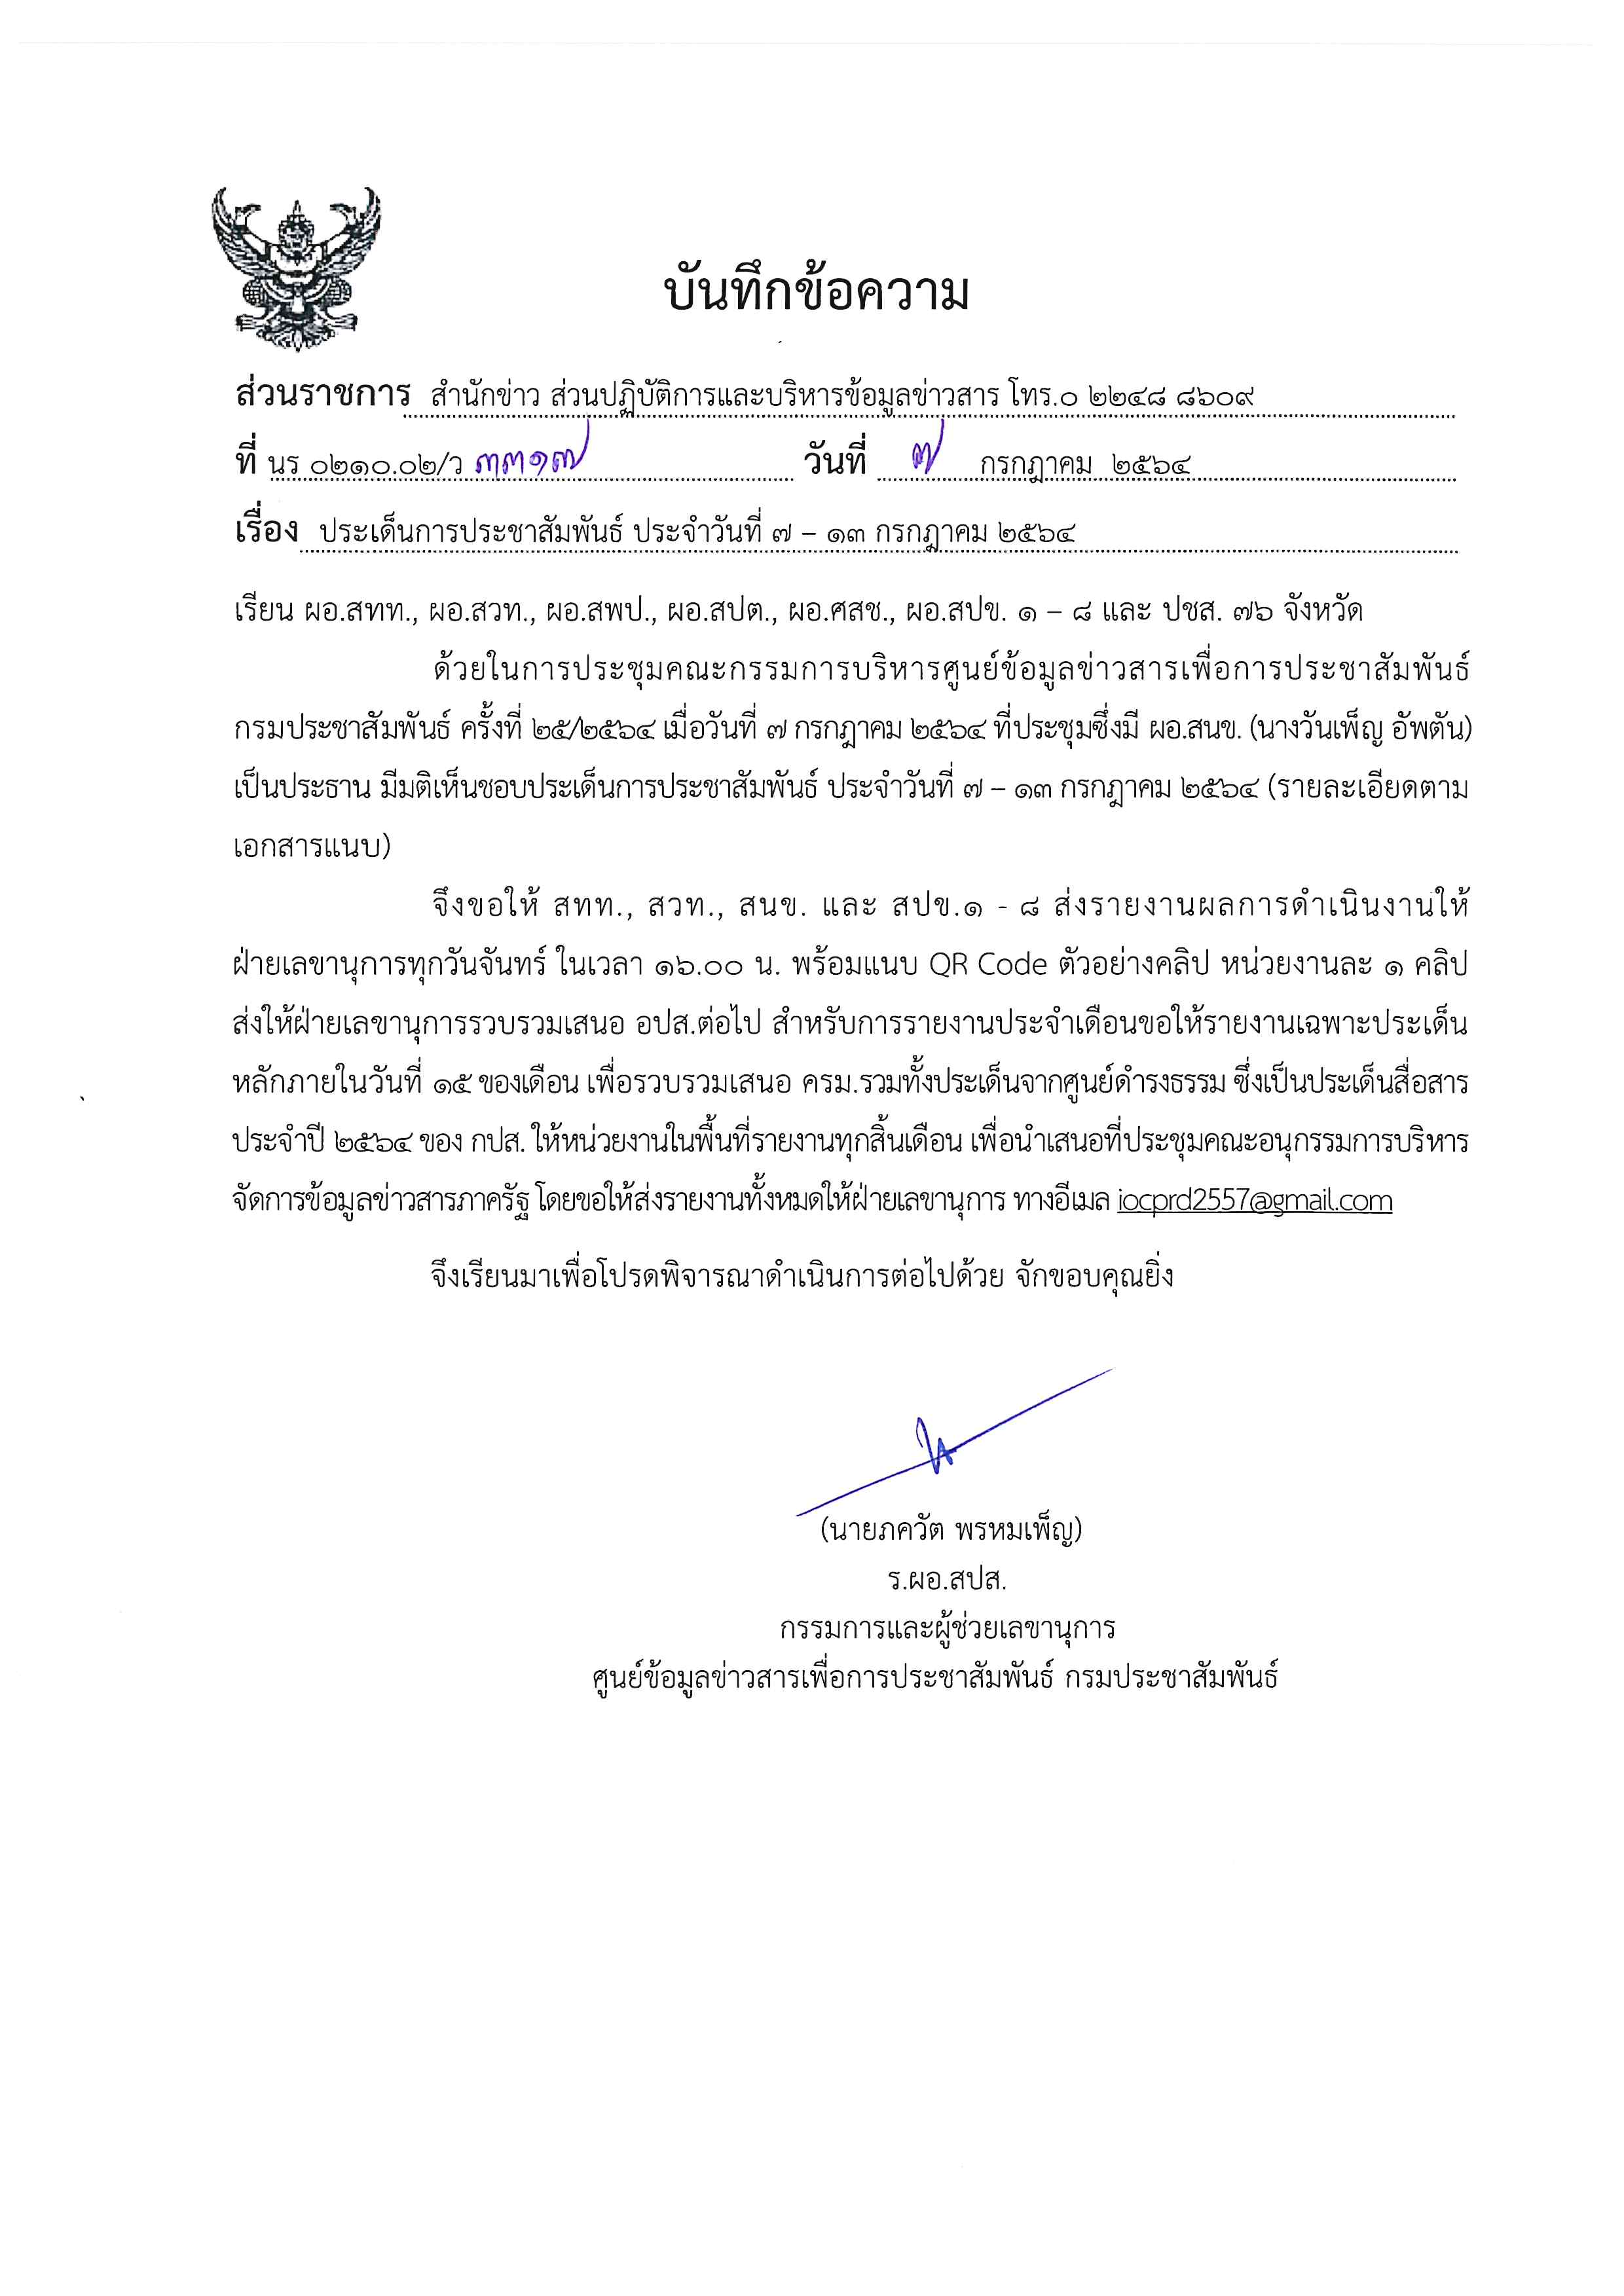 บันทึกข้อความ
ส่วนราชการ สำนักข่าว ส่วนปฏิบัติการและบริหารข้อมูลข่าวสาร โทร.๐ ๒๒๔๘ ๘๖๐๙
ที่ นร ๐๒๑๐.๐๒/ว ๓๓๑๗ วันที่ ๗ กรกฎาคม ๒๕๖๔
เรื่อง ประเด็นการประชาสัมพันธ์ ประจำวันที่ ๗ – ๑๓ กรกฎาคม ๒๕๖๔
เรียน ผอ.สทท., ผอ.สวท., ผอ.สพป., ผอ.สปต., ผอ.ศสช., ผอ.สปข. ๑ – ๘ และ ปชส. ๗๖ จังหวัด
ด้วยในการประชุมคณะกรรมการบริหารศูนย์ข้อมูลข่าวสารเพื่อการประชาสัมพันธ์
กรมประชาสัมพันธ์ ครั้งที่ ๒๕/๒๕๖๔ เมื่อวันที่ ๗ กรกฎาคม ๒๕๖๔ ที่ประชุมซึ่งมี ผอ.สนข. (นางวันเพ็ญ อัพตัน)
เป็นประธาน มีมติเห็นชอบประเด็นการประชาสัมพันธ์ ประจำวันที่ ๗ – ๑๓ กรกฎาคม ๒๕๖๔ (รายละเอียดตาม
เอกสารแนบ)
จึงขอให้ สทท., สวท., สนข. และ สปข.๑ - ๘ ส่งรายงานผลการดำเนินงานให้
ฝ่ายเลขานุการทุกวันจันทร์ ในเวลา ๑๖.๐๐ น. พร้อมแนบ QR Code ตัวอย่างคลิป หน่วยงานละ ๑ คลิป
ส่งให้ฝ่ายเลขานุการรวบรวมเสนอ อปส.ต่อไป สำหรับการรายงานประจำเดือนขอให้รายงานเฉพาะประเด็น
หลักภายในวันที่ ๑๕ ของเดือน เพื่อรวบรวมเสนอ ครม.รวมทั้งประเด็นจากศูนย์ดำรงธรรม ซึ่งเป็นประเด็นสื่อสาร
ประจำปี ๒๕๖๔ ของ กปส. ให้หน่วยงานในพื้นที่รายงานทุกสิ้นเดือน เพื่อนำเสนอที่ประชุมคณะอนุกรรมการบริหาร
จัดการข้อมูลข่าวสารภาครัฐ โดยขอให้ส่งรายงานทั้งหมดให้ฝ่ายเลขานุการ ทางอีเมล iocprd2557@gmail.com
จึงเรียนมาเพื่อโปรดพิจารณาดำเนินการต่อไปด้วย จักขอบคุณยิ่ง
(นายภควัต พรหมเพ็ญ)
ร.ผอ.สปส.
กรรมการและผู้ช่วยเลขานุการ
ศูนย์ข้อมูลข่าวสารเพื่อการประชาสัมพันธ์ กรมประชาสัมพันธ์